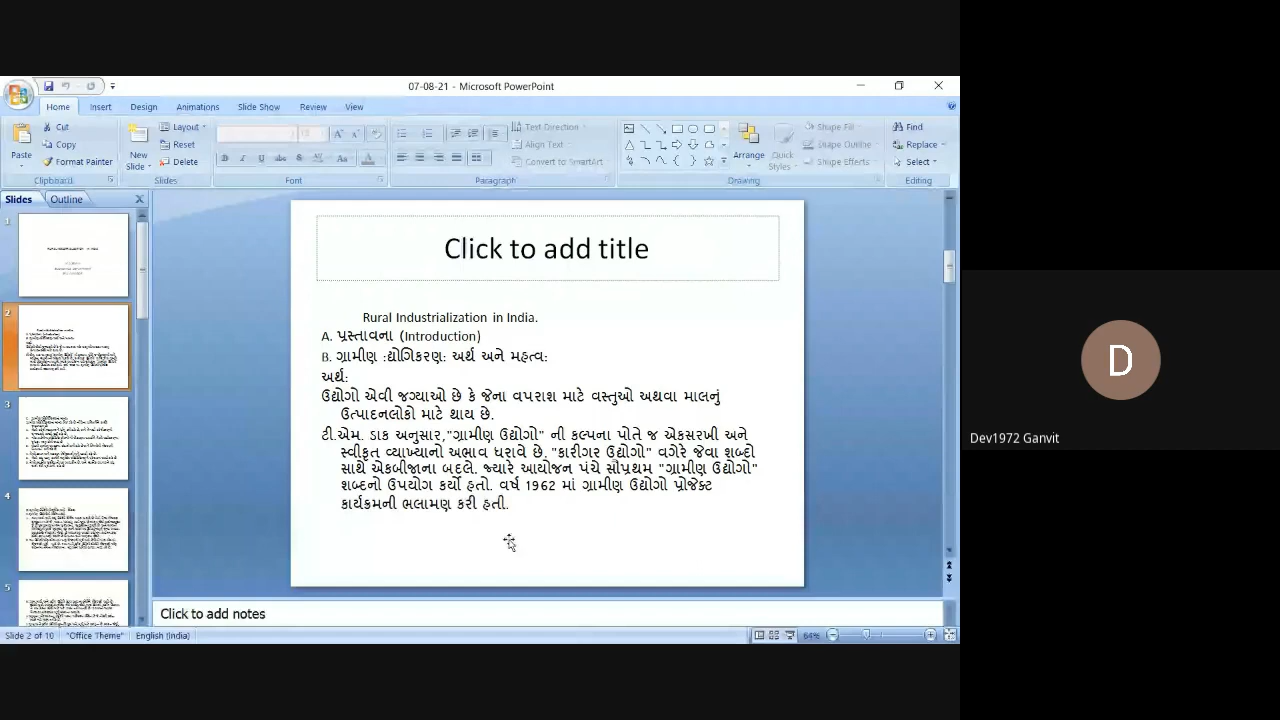 07-08-21 - Microsoft PowerPoint
Home Insert Design Animations Slide Show Review View
Paste
Cut
Copy
Format Painter
Clipboard
New Slide
Layout
Reset
Delete
Slides
Font
Text Direction
Align Text
Convert to SmartArt
Paragraph
Arrange
Quick Styles
Shape Fill
Shape Outline
Shape Effects
Drawing
Find
Replace
Select
Editing
Slides Outline
1
2
3
4
5
Click to add title
Rural Industrialization in India.
A. પ્રસ્તાવના (Introduction)
B. ગ્રામીણ :દ્યોગિકરણ: અર્થ અને મહત્વ:
અર્થ:
ઉદ્યોગો એવી જગ્યાઓ છે કે જેના વપરાશ માટે વસ્તુઓ અથવા માલનું
ઉત્પાદનલોકો માટે થાય છે.
ટી.એમ. ડાક અનુસાર,"ગ્રામીણ ઉદ્યોગો" ની કલ્પના પોતે જ એકસરખી અને
સ્વીકૃત વ્યાખ્યાનો અભાવ ધરાવે છે, "કારીગર ઉદ્યોગો" વગેરે જેવા શબ્દો
સાથે એકબીજાના બદલે. જ્યારે આયોજન પંચે સૌપ્રથમ "ગ્રામીણ ઉદ્યોગો"
શબ્દનો ઉપયોગ કર્યો હતો. વર્ષ 1962 માં ગ્રામીણ ઉદ્યોગો પ્રોજેક્ટ
કાર્યક્રમની ભલામણ કરી હતી.
Click to add notes
Slide 2 of 10 "Office Theme" English (India) 64%
D
Dev1972 Ganvit